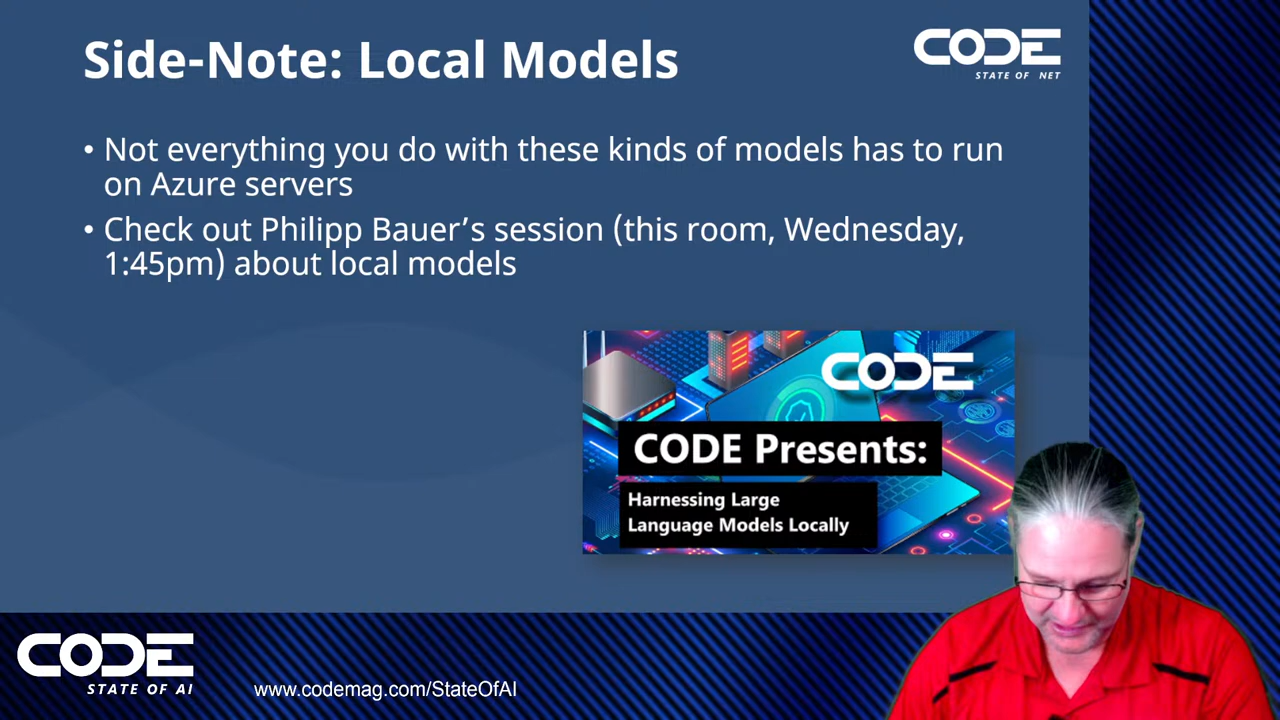 Side-Note: Local Models
CODE
STATE OF NET
• Not everything you do with these kinds of models has to run
on Azure servers
• Check out Philipp Bauer’s session (this room, Wednesday,
1:45pm) about local models
CODE
CODE Presents:
Harnessing Large
Language Models Locally
CODE
STATE OF AI
www.codemag.com/StateOfAI